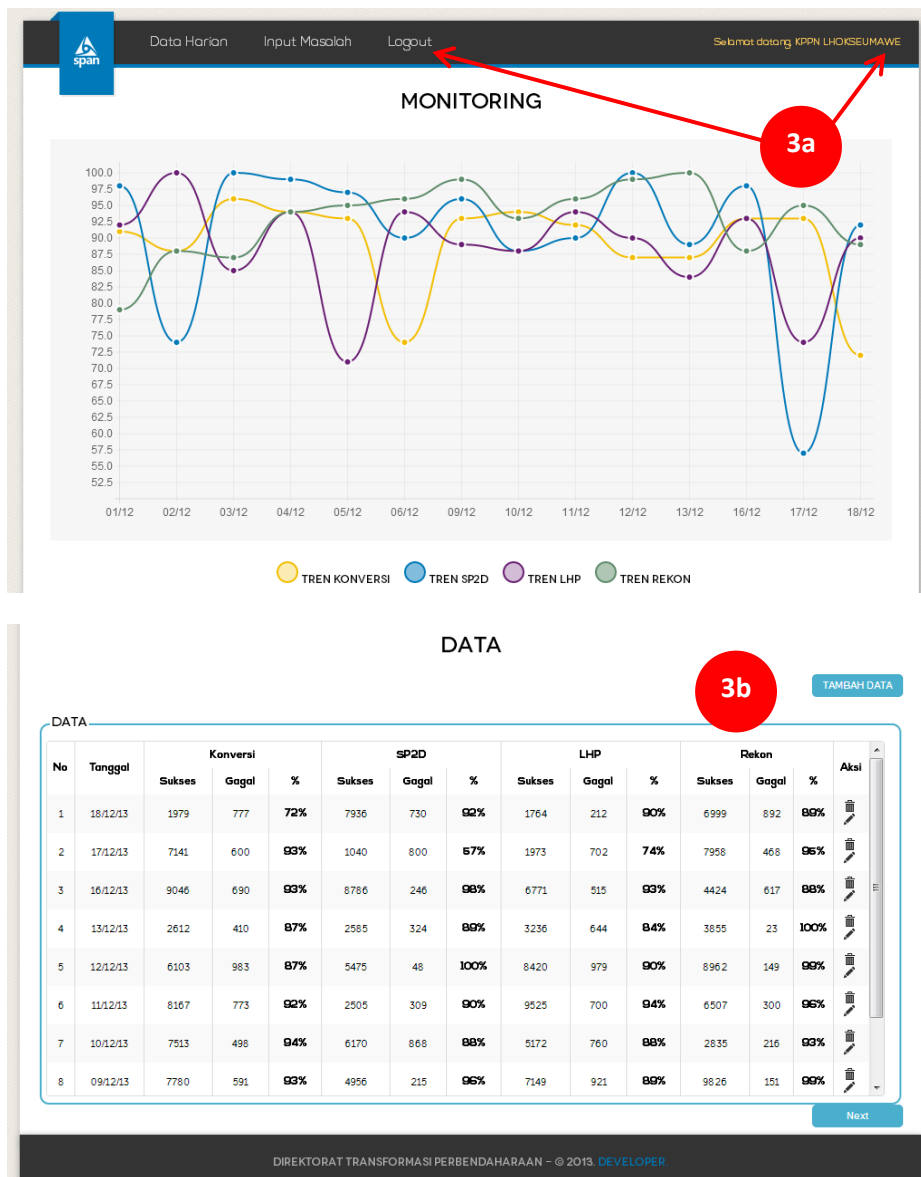 span
Data Harian Input Masalah Logout
Selamat datang, KPPN LHOKSEUMAWE
MONITORING
3a
100.0
97.5
95.0
92.5
90.0
87.5
85.0
82.5
80.0
77.5
75.0
72.5
70.0
67.5
65.0
62.5
60.0
57.5
55.0
52.5
01/12 02/12 03/12 04/12 05/12 06/12 09/12 10/12 11/12 12/12 13/12 16/12 17/12 18/12
TREN KONVERSI TREN SP2D TREN LHP TREN REKON
DATA
3b
TAMBAH DATA
DATA
No Tanggal Konversi SP2D LHP Rekon Aksi
Sukses Gagal % Sukses Gagal % Sukses Gagal % Sukses Gagal %
1 18/12/13 1979 777 72% 7936 730 92% 1764 212 90% 6999 892 89%
2 17/12/13 7141 600 93% 1040 800 57% 1973 702 74% 7958 468 95%
3 16/12/13 9046 690 93% 8786 246 98% 6771 515 93% 4424 617 88%
4 13/12/13 2612 410 87% 2585 324 89% 3236 644 84% 3855 23 100%
5 12/12/13 6103 983 87% 5475 48 100% 8420 979 90% 8962 149 99%
6 11/12/13 8167 773 92% 2505 309 90% 9525 700 94% 6507 300 96%
7 10/12/13 7513 498 94% 6170 868 88% 5172 760 88% 2835 216 93%
8 09/12/13 7780 591 93% 4956 215 96% 7149 921 89% 9826 151 99%
Next
DIREKTORAT TRANSFORMASI PERBENDAHARAAN - © 2013. DEVELOPER.